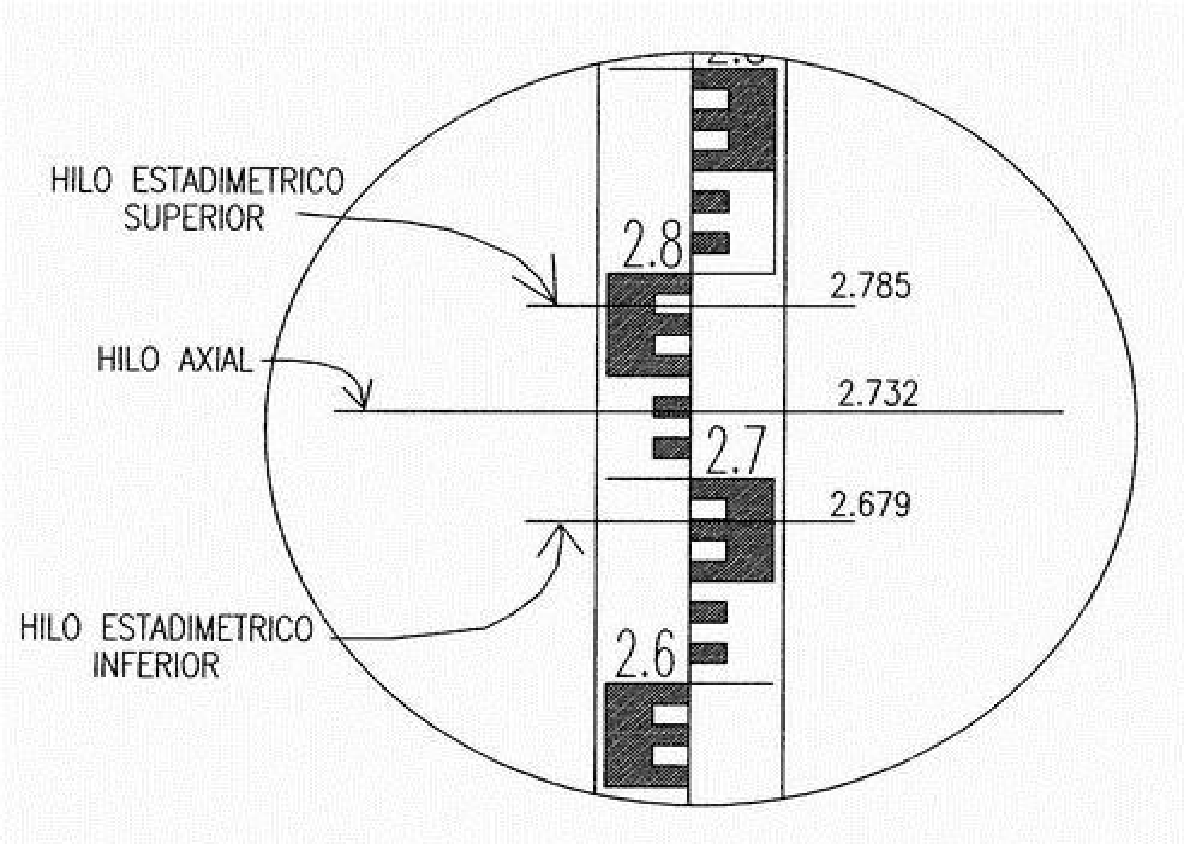 HILO ESTADIMETRICO
SUPERIOR
2.8
2.785
HILO AXIAL
2.732
2.7
2.679
HILO ESTADIMETRICO
INFERIOR
2.6